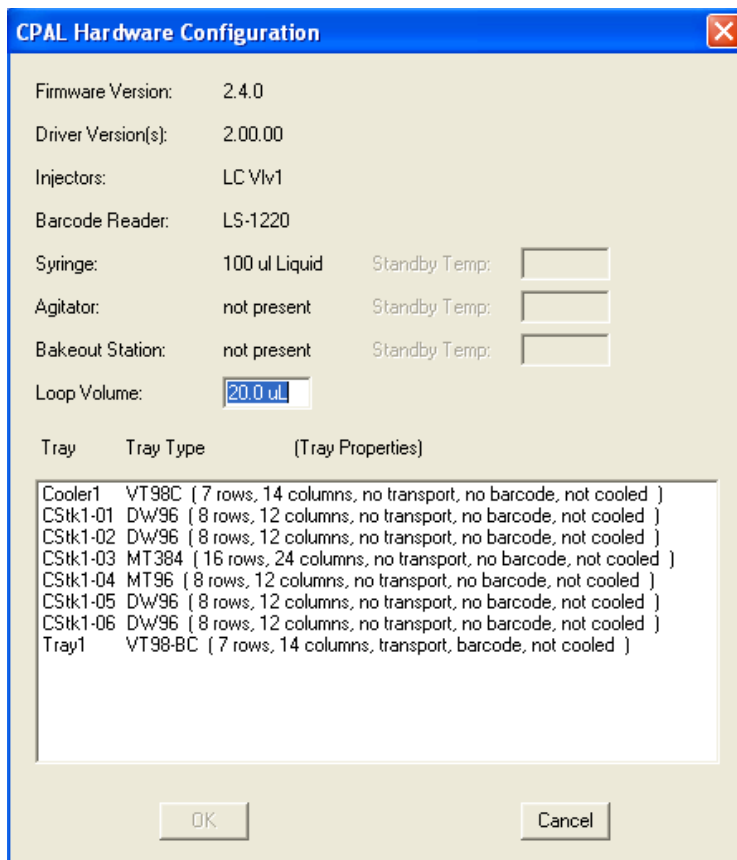 CPAL Hardware Configuration
Firmware Version: 2.4.0
Driver Version(s): 2.00.00
Injectors: LC Vlv1
Barcode Reader: LS-1220
Syringe: 100 ul Liquid Standby Temp:
Agitator: not present Standby Temp:
Bakeout Station: not present Standby Temp:
Loop Volume: 20.0 uL
Tray Tray Type (Tray Properties)
Cooler1 VT98C ( 7 rows, 14 columns, no transport, no barcode, not cooled )
CStk1-01 DW96 ( 8 rows, 12 columns, no transport, no barcode, not cooled )
CStk1-02 DW96 ( 8 rows, 12 columns, no transport, no barcode, not cooled )
CStk1-03 MT384 ( 16 rows, 24 columns, no transport, no barcode, not cooled )
CStk1-04 MT96 ( 8 rows, 12 columns, no transport, no barcode, not cooled )
CStk1-05 DW96 ( 8 rows, 12 columns, no transport, no barcode, not cooled )
CStk1-06 DW96 ( 8 rows, 12 columns, no transport, no barcode, not cooled )
Tray1 VT98-BC ( 7 rows, 14 columns, transport, barcode, not cooled )
OK Cancel